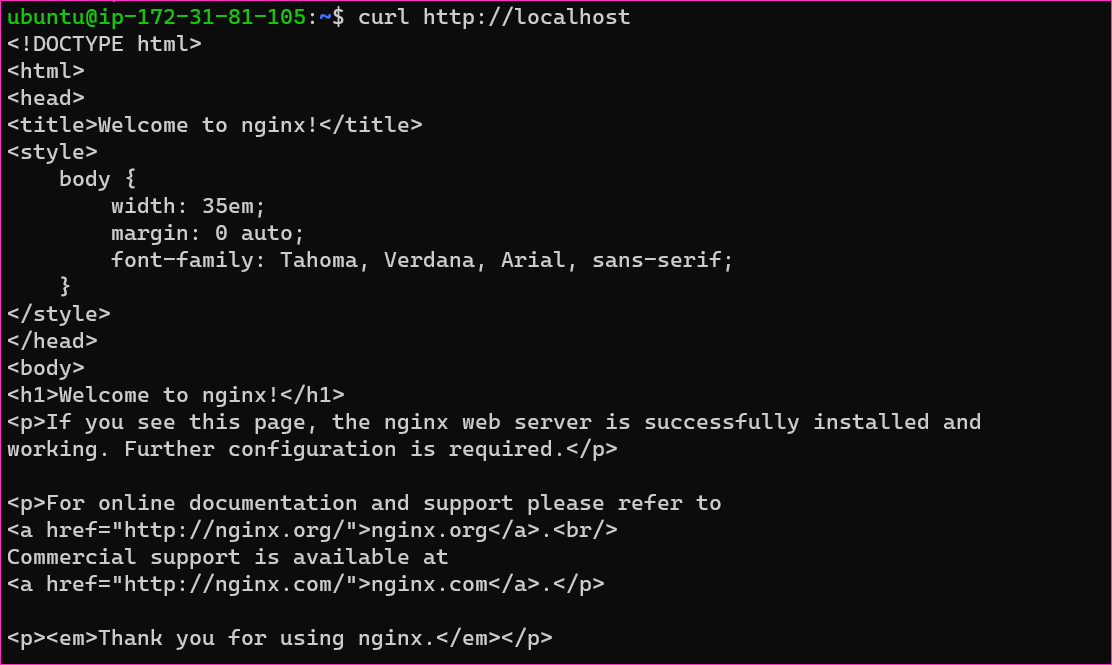 ubuntu@ip-172-31-81-105:~$ curl http://localhost
<!DOCTYPE html>
<html>
<head>
<title>Welcome to nginx!</title>
<style>
    body {
        width: 35em;
        margin: 0 auto;
        font-family: Tahoma, Verdana, Arial, sans-serif;
    }
</style>
</head>
<body>
<h1>Welcome to nginx!</h1>
<p>If you see this page, the nginx web server is successfully installed and
working. Further configuration is required.</p>

<p>For online documentation and support please refer to
<a href="http://nginx.org/">nginx.org</a>.<br/>
Commercial support is available at
<a href="http://nginx.com/">nginx.com</a>.</p>

<p><em>Thank you for using nginx.</em></p>